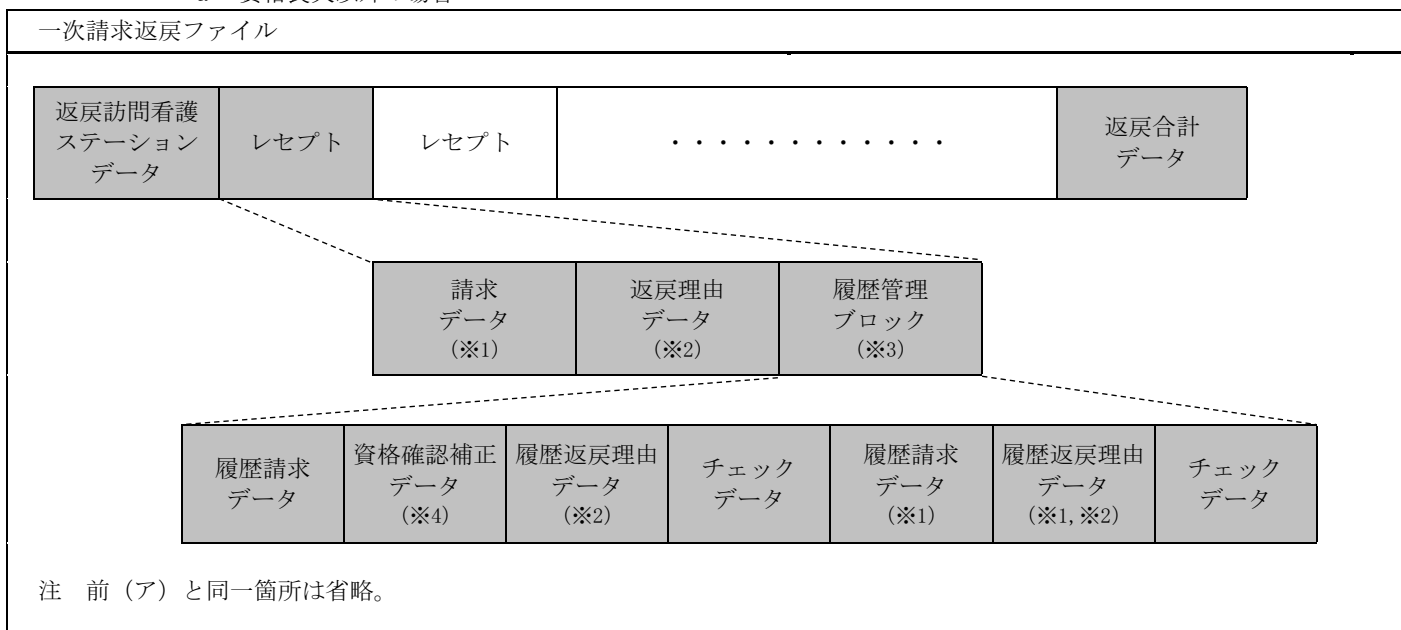 一次請求返戻ファイル
返戻訪問看護
ステーション
データ
レセプト
レセプト
・・・・・・・・・・・・
返戻合計
データ
請求
データ
(※1)
返戻理由
データ
(※2)
履歴管理
ブロック
(※3)
履歴請求
データ
資格確認補正
データ
(※4)
履歴返戻理由
データ
(※2)
チェック
データ
履歴請求
データ
(※1)
履歴返戻理由
データ
(※1,※2)
チェック
データ
注　前（ア）と同一箇所は省略。